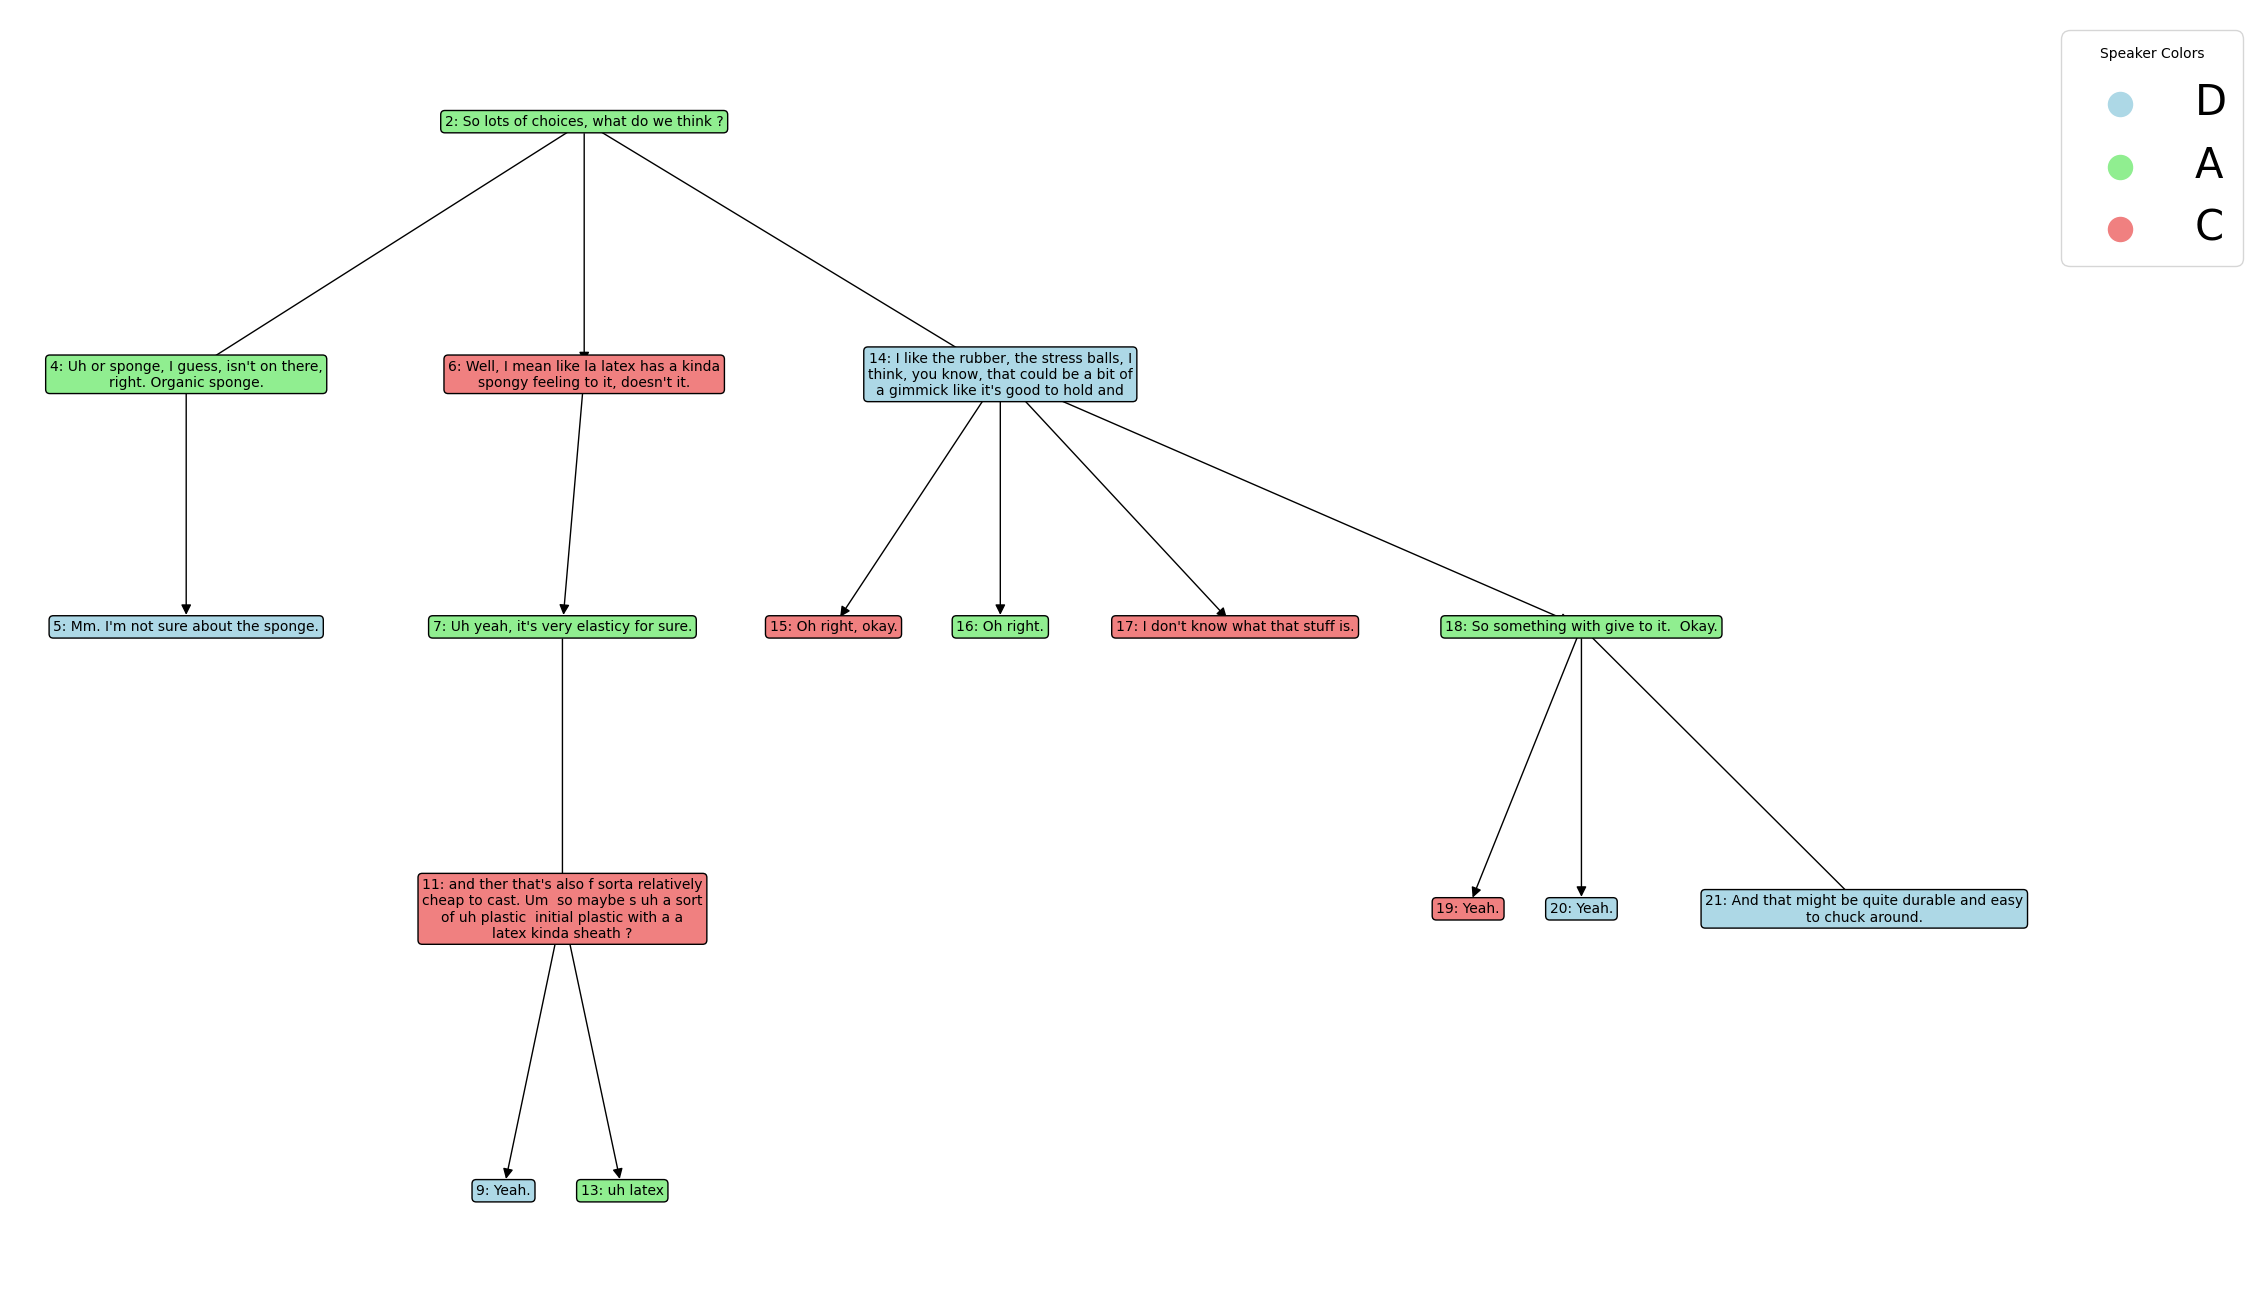 Speaker Colors
D
A
C
2: So lots of choices, what do we think ?
4: Uh or sponge, I guess, isn't on there,
right. Organic sponge.
6: Well, I mean like la latex has a kinda
spongy feeling to it, doesn't it.
14: I like the rubber, the stress balls, I
think, you know, that could be a bit of
a gimmick like it's good to hold and
5: Mm. I'm not sure about the sponge.
7: Uh yeah, it's very elasticy for sure.
15: Oh right, okay.
16: Oh right.
17: I don't know what that stuff is.
18: So something with give to it.  Okay.
11: and ther that's also f sorta relatively
cheap to cast. Um  so maybe s uh a sort
of uh plastic  initial plastic with a a
latex kinda sheath ?
19: Yeah.
20: Yeah.
21: And that might be quite durable and easy
to chuck around.
9: Yeah.
13: uh latex